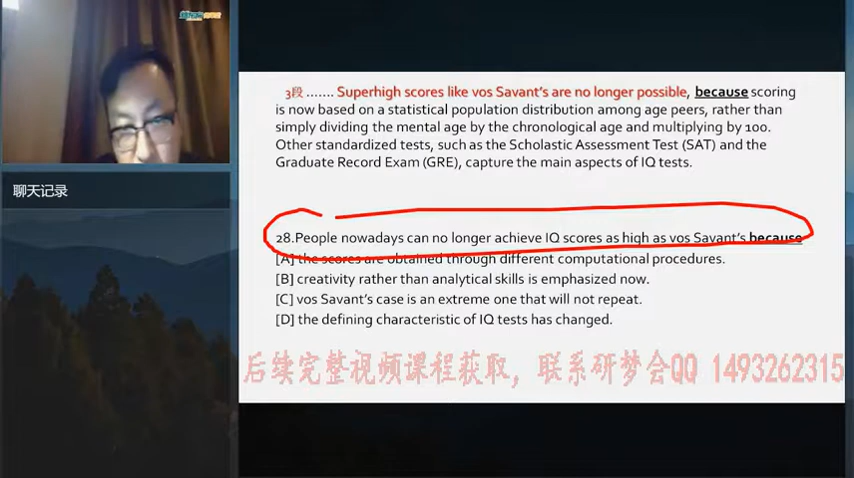 聊天记录
3段 ....... Superhigh scores like vos Savant's are no longer possible, because scoring
is now based on a statistical population distribution among age peers, rather than
simply dividing the mental age by the chronological age and multiplying by 100.
Other standardized tests, such as the Scholastic Assessment Test (SAT) and the
Graduate Record Exam (GRE), capture the main aspects of IQ tests.
28.People nowadays can no longer achieve IQ scores as high as vos Savant's because
[A] the scores are obtained through different computational procedures.
[B] creativity rather than analytical skills is emphasized now.
[C] vos Savant's case is an extreme one that will not repeat.
[D] the defining characteristic of IQ tests has changed.
后续完整视频课程获取，联系研梦会QQ 1493262315